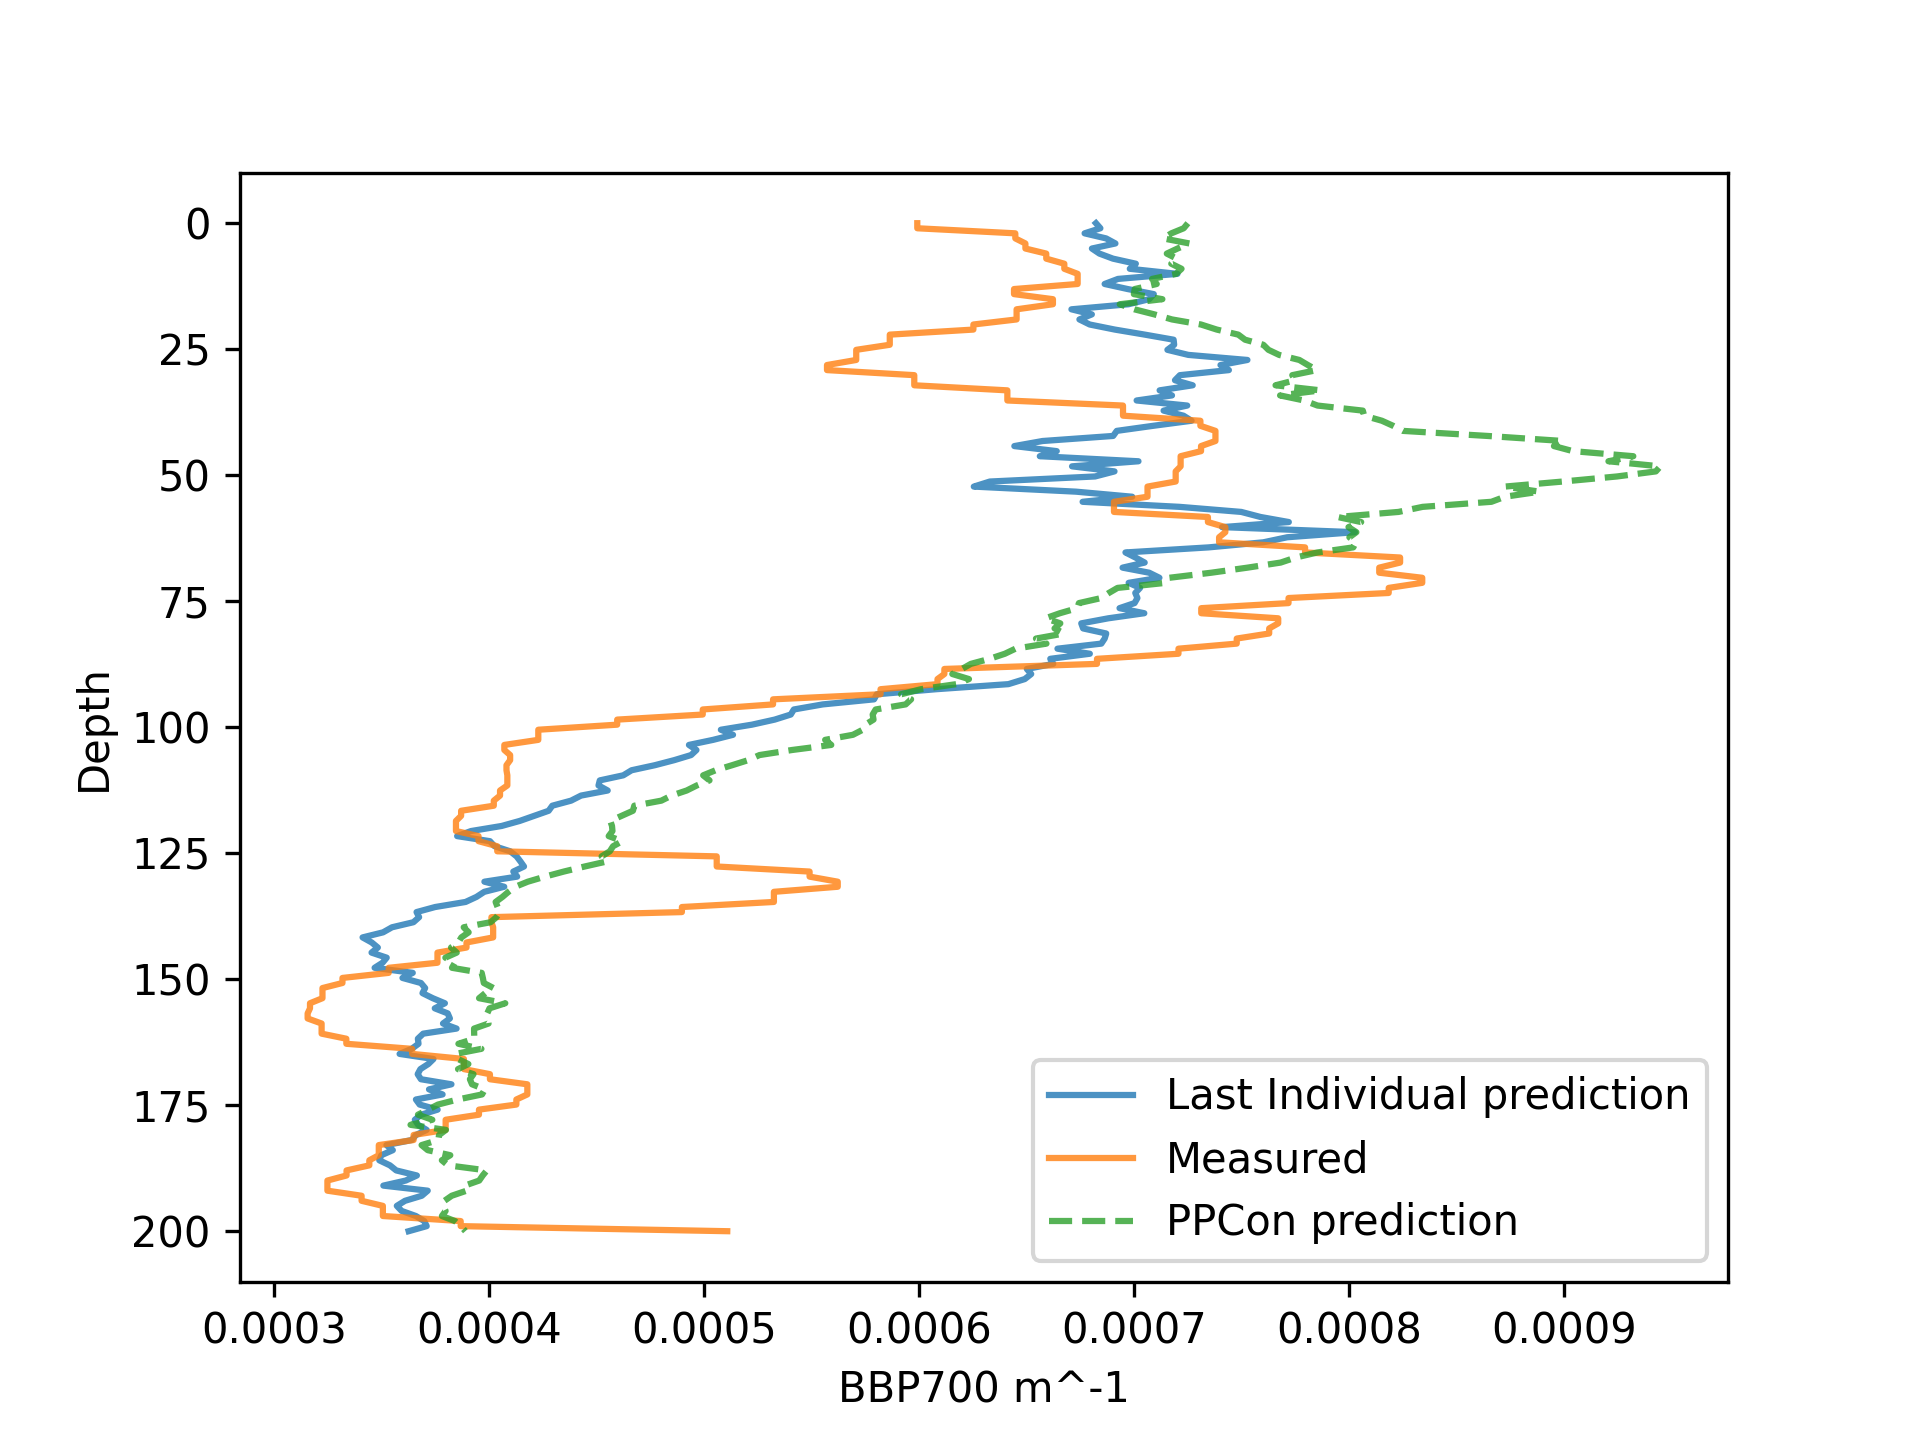 0
25
50
75
100
125
150
175
200
Depth
0.0003 0.0004 0.0005 0.0006 0.0007 0.0008 0.0009
BBP700 m^-1
Last Individual prediction
Measured
PPCon prediction